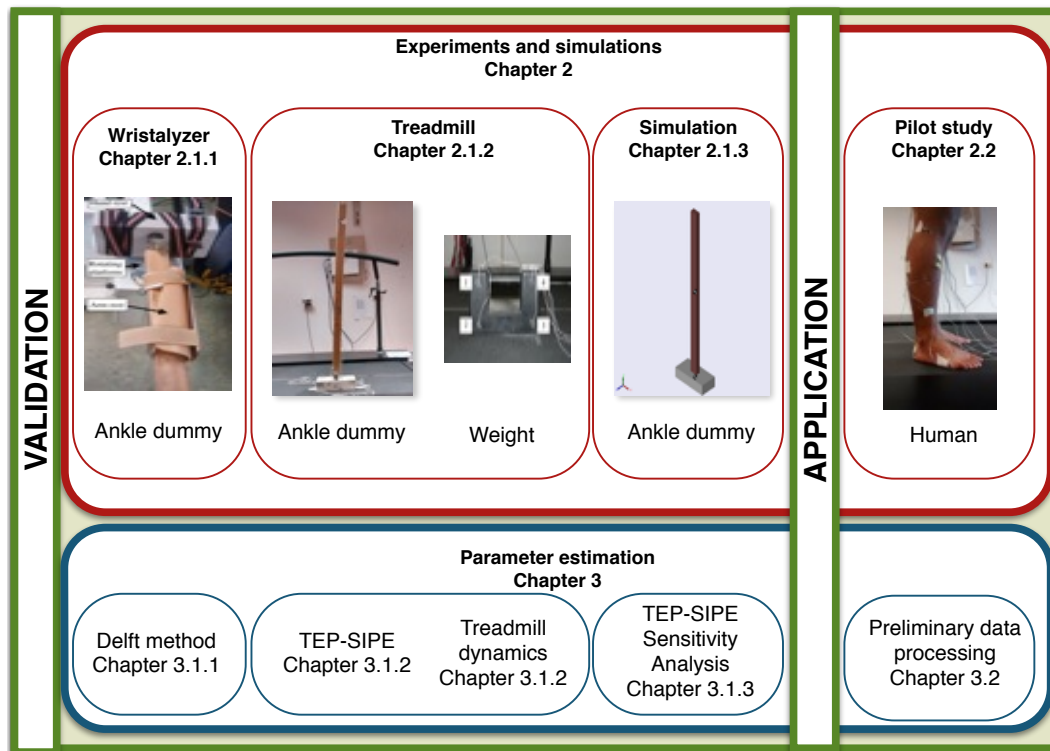 VALIDATION
Experiments and simulations
Chapter 2
Wristalyzer
Chapter 2.1.1
Ankle dummy
Treadmill
Chapter 2.1.2
Ankle dummy
Weight
Simulation
Chapter 2.1.3
Ankle dummy
APPLICATION
Pilot study
Chapter 2.2
Human
Parameter estimation
Chapter 3
Delft method
Chapter 3.1.1
TEP-SIPE
Chapter 3.1.2
Treadmill
dynamics
Chapter 3.1.2
TEP-SIPE
Sensitivity
Analysis
Chapter 3.1.3
Preliminary data
processing
Chapter 3.2